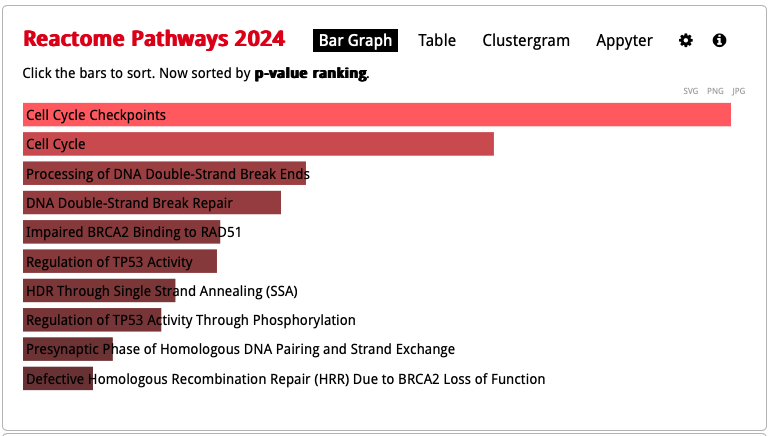 Reactome Pathways 2024 Bar Graph Table Clustergram Appyter
Click the bars to sort. Now sorted by p-value ranking.
SVG PNG JPG
Cell Cycle Checkpoints
Cell Cycle
Processing of DNA Double-Strand Break Ends
DNA Double-Strand Break Repair
Impaired BRCA2 Binding to RAD51
Regulation of TP53 Activity
HDR Through Single Strand Annealing (SSA)
Regulation of TP53 Activity Through Phosphorylation
Presynaptic Phase of Homologous DNA Pairing and Strand Exchange
Defective Homologous Recombination Repair (HRR) Due to BRCA2 Loss of Function